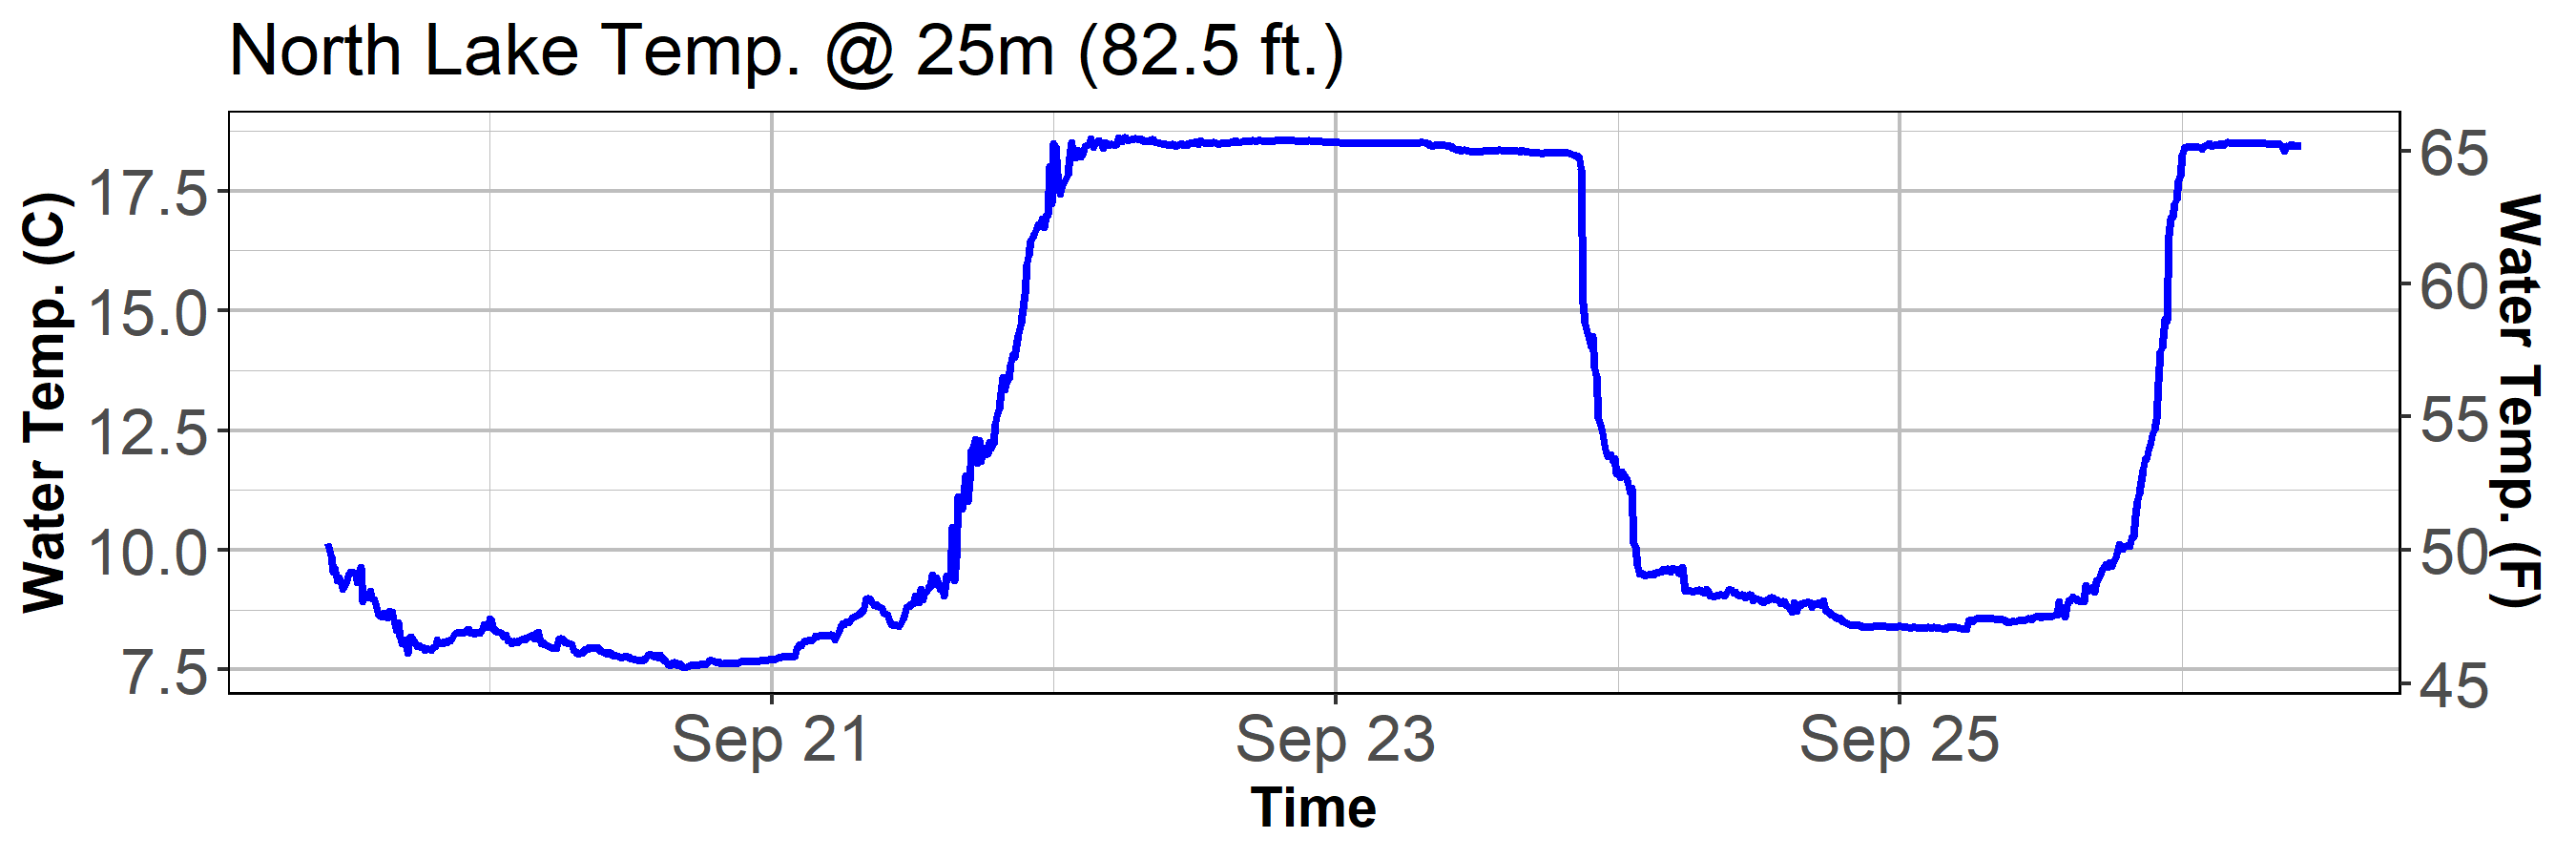 North Lake Temp. @ 25m (82.5 ft.)
Water Temp. (C)
17.5
15.0
12.5
10.0
7.5
65
60
55
50
45
Water Temp. (F)
Sep 21 Sep 23 Sep 25
Time